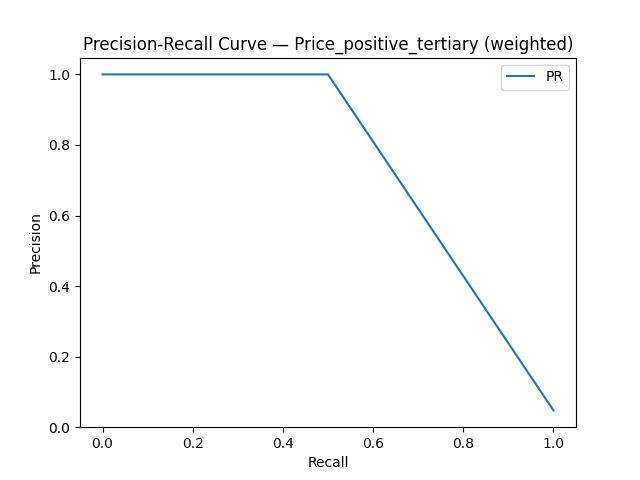 Precision-Recall Curve — Price_positive_tertiary (weighted)
PR
1.0
0.8
0.6
0.4
0.2
0.0
Precision
0.0 0.2 0.4 0.6 0.8 1.0
Recall